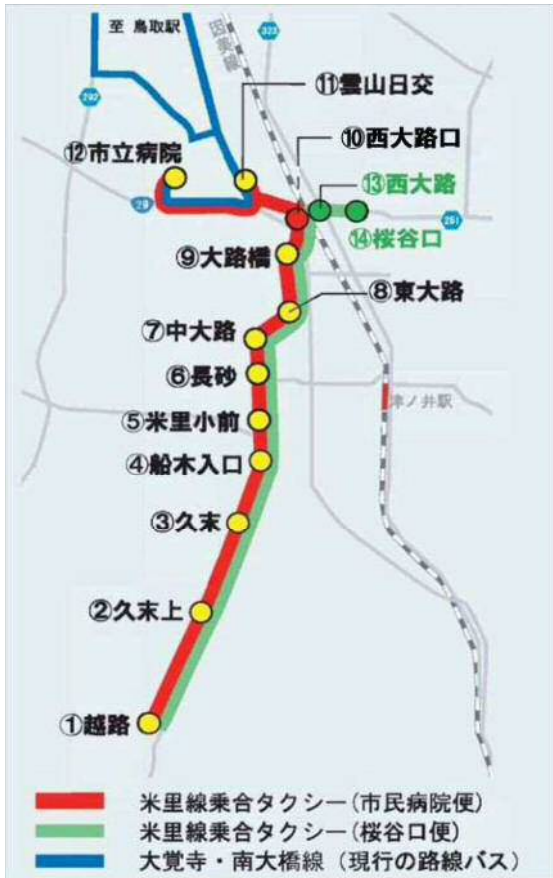 至 鳥取駅
因美線
323
292
⑪雲山日交
⑩西大路口
⑫市立病院
⑬西大路
29
261
⑭桜谷口
⑨大路橋
⑧東大路
⑦中大路
⑥長砂
津ノ井駅
⑤米里小前
④船木入口
③久末
②久末上
①越路
米里線乗合タクシー(市民病院便)
米里線乗合タクシー(桜谷口便)
大覚寺・南大橋線(現行の路線バス)